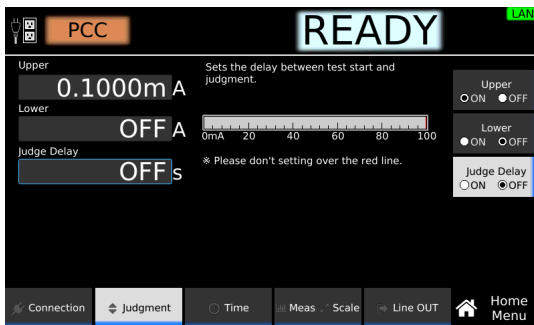 PCC
READY
LAN
Upper
0.1000m A
Lower
OFF A
Judge Delay
OFF s
Sets the delay between test start and
judgment.
0mA 20 40 60 80 100
※ Please don't setting over the red line.
Upper
ON OFF
Lower
ON OFF
Judge Delay
ON OFF
Connection
Judgment
Time
Meas Scale
Line OUT
Home
Menu